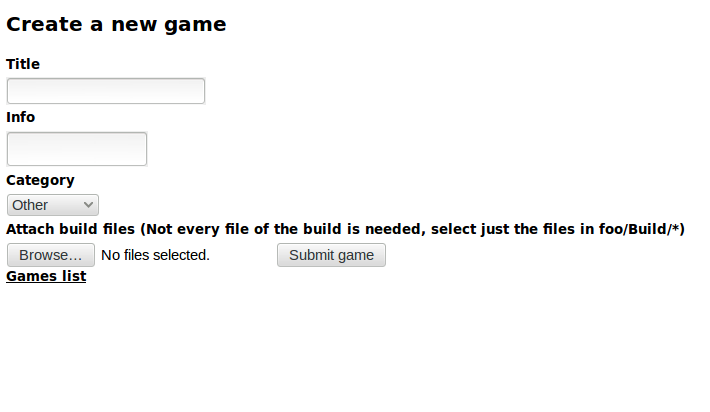 Create a new game
Title
Info
Category
Other
Attach build files (Not every file of the build is needed, select just the files in foo/Build/*)
Browse… No files selected. Submit game
Games list